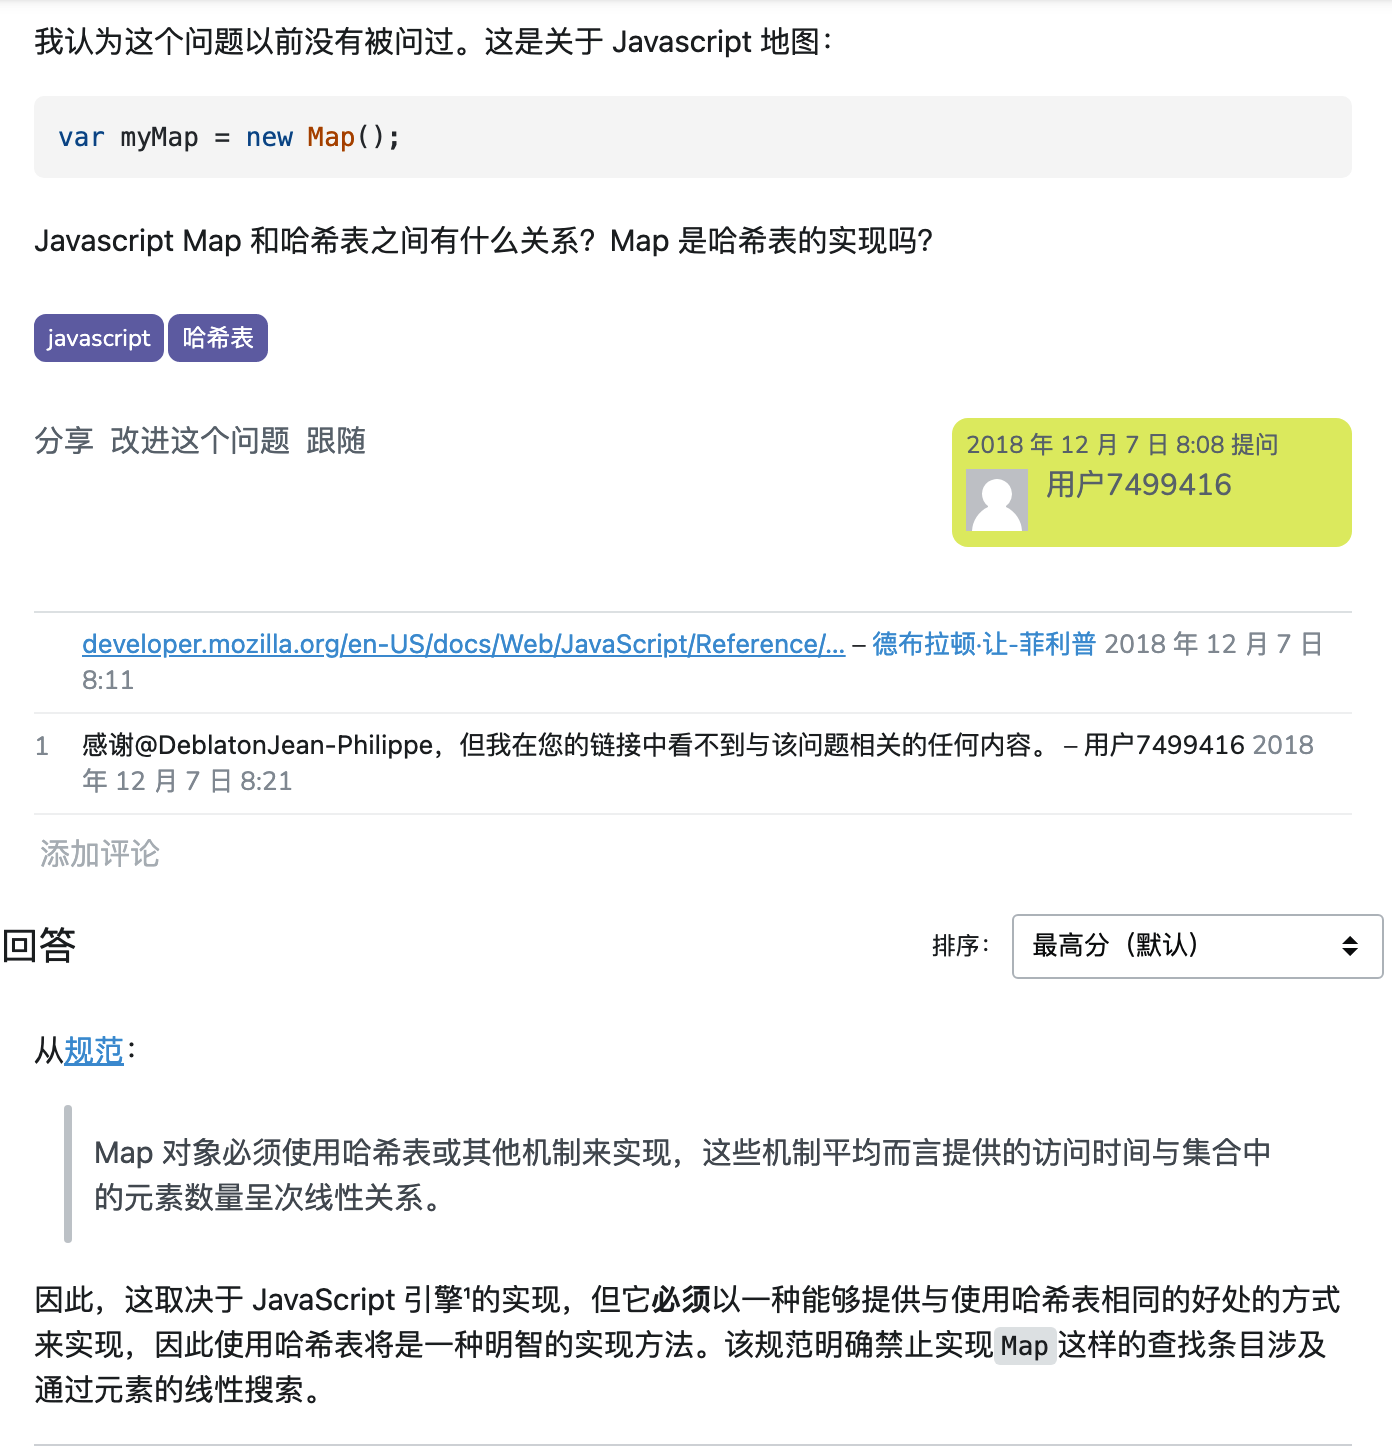 我认为这个问题以前没有被问过。这是关于 Javascript 地图：
var myMap = new Map();
Javascript Map 和哈希表之间有什么关系？Map 是哈希表的实现吗？
javascript 哈希表
分享 改进这个问题 跟随
2018 年 12 月 7 日 8:08 提问
用户7499416
developer.mozilla.org/en-US/docs/Web/JavaScript/Reference/… – 德布拉顿·让-菲利普 2018 年 12 月 7 日
8:11
1 感谢@DeblatonJean-Philippe，但我在您的链接中看不到与该问题相关的任何内容。 – 用户7499416 2018
年 12 月 7 日 8:21
添加评论
回答
排序： 最高分（默认）
从规范：
Map 对象必须使用哈希表或其他机制来实现，这些机制平均而言提供的访问时间与集合中
的元素数量呈次线性关系。
因此，这取决于 JavaScript 引擎¹的实现，但它必须以一种能够提供与使用哈希表相同的好处的方式
来实现，因此使用哈希表将是一种明智的实现方法。该规范明确禁止实现Map这样的查找条目涉及
通过元素的线性搜索。